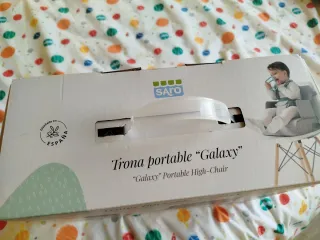 SARO
Trona portable "Galaxy"
"Galaxy" Portable High-Chair
ESPAÑA